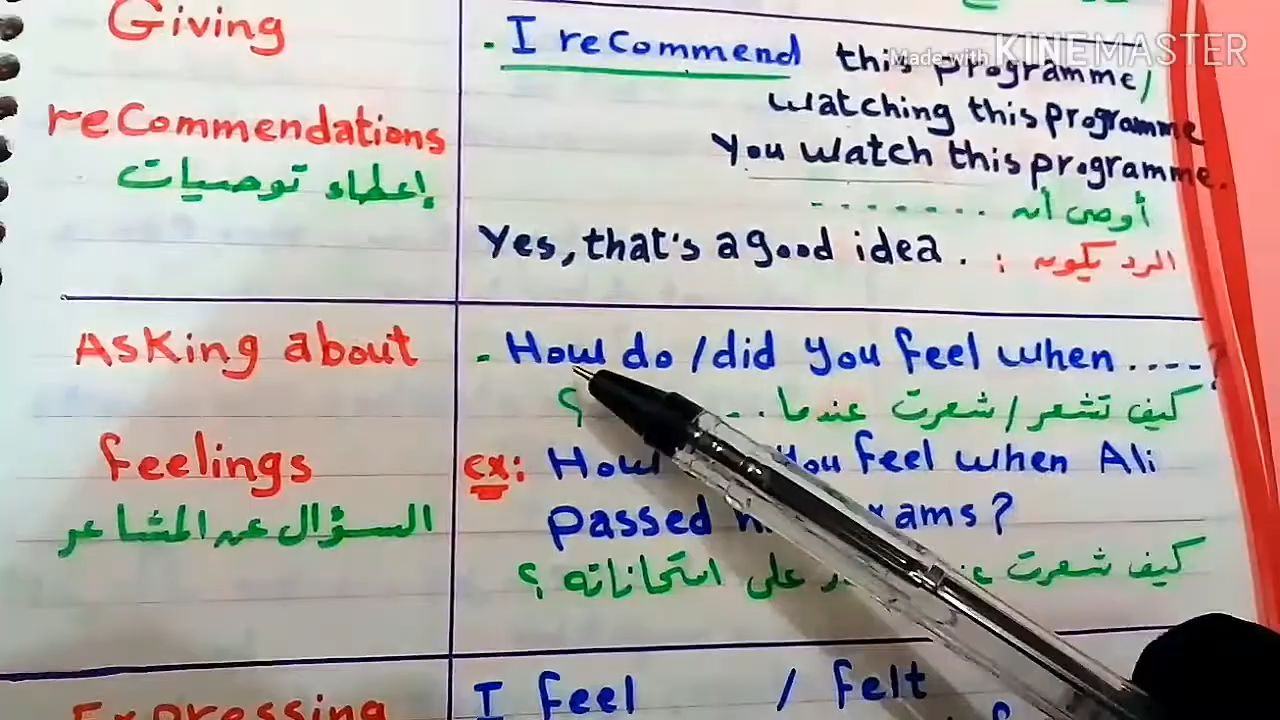 Made with KINEMASTER
Giving
recommendations
إعطاء توصيات
. I recommend this programme/
watching this programme
you watch this programme.
أوصى أنه .......
Yes, that's a good idea. : الرد يكون
Asking about
feelings
السؤال عن المشاعر
- How do / did you feel when ....?
كيف تشعر / شعرت عندما .. ؟
ex: How you feel when Ali
passed exams?
كيف شعرت على امتحاناته ؟
Expressing
I feel / felt